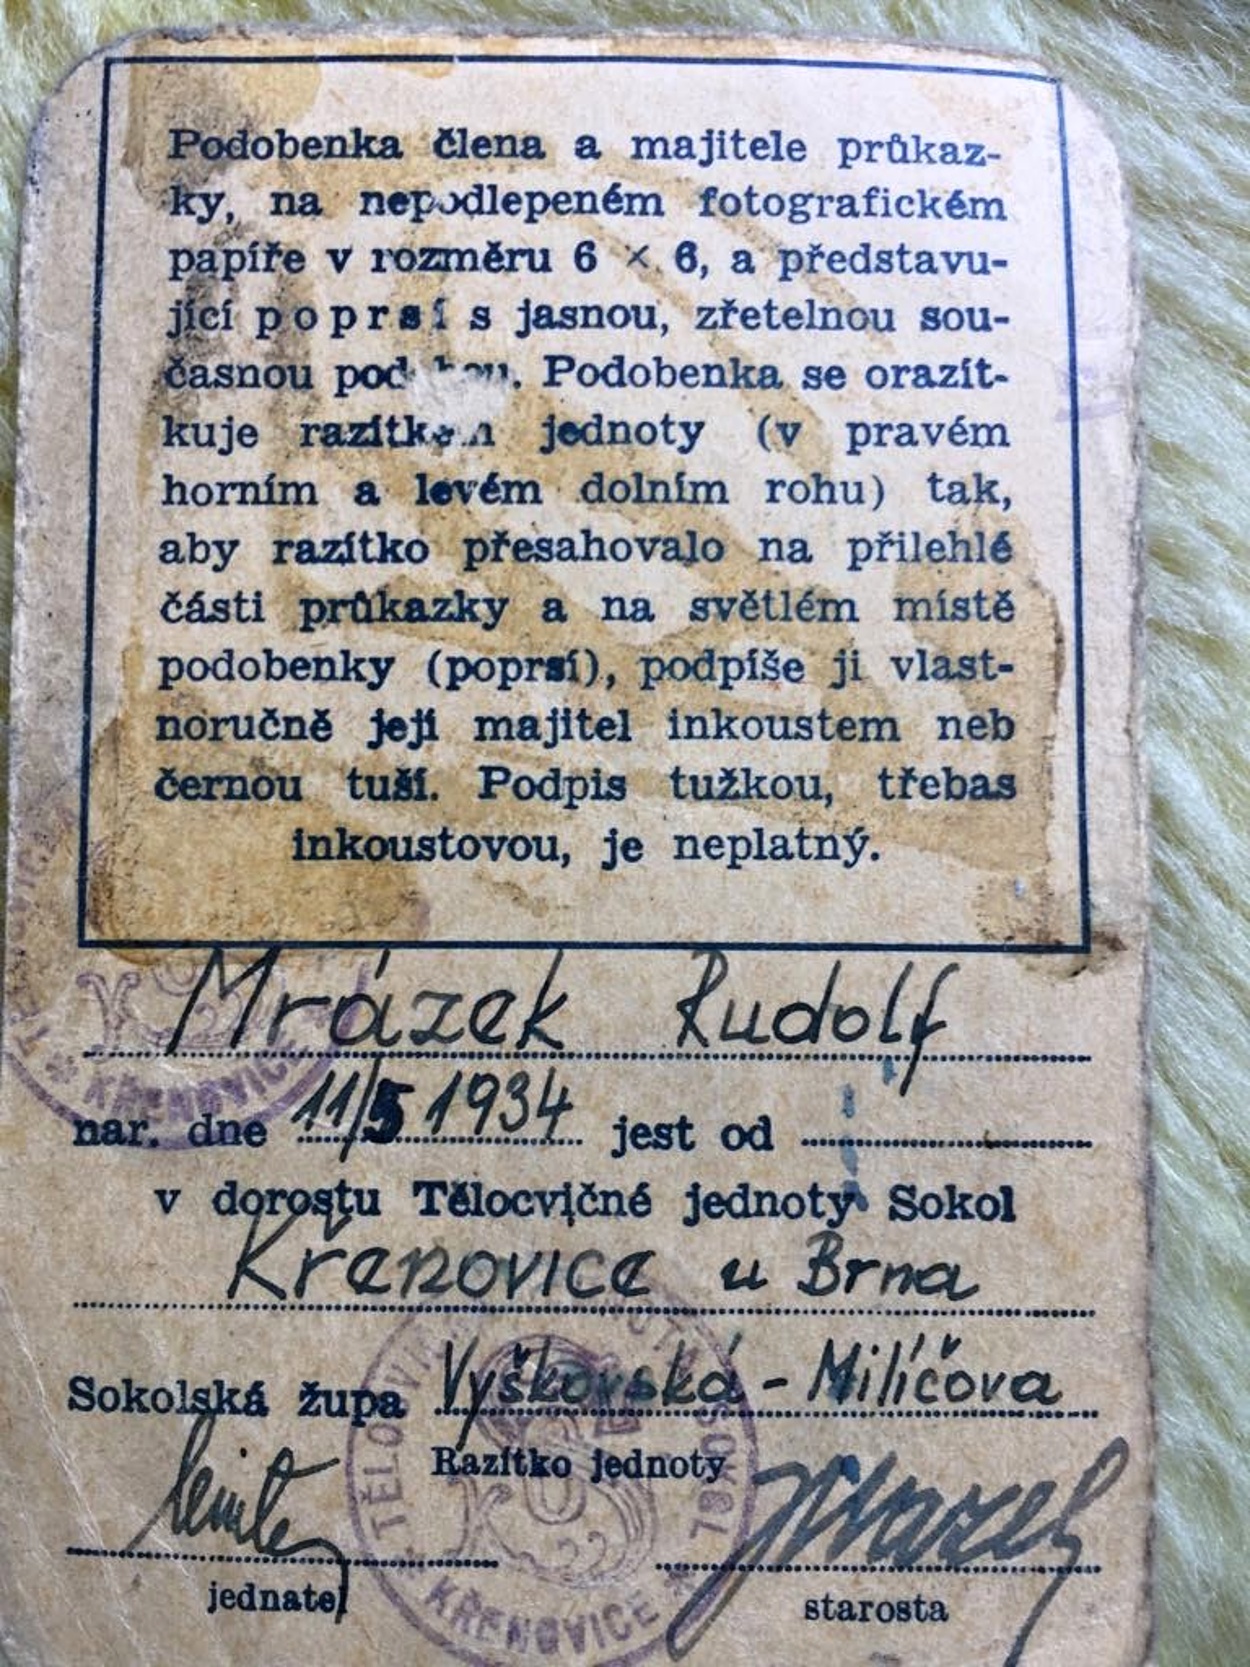 Podobenka člena a majitele průkaz-
ky, na nepodlepeném fotografickém
papíře v rozměru 6 × 6, a představu-
jící poprsí s jasnou, zřetelnou sou-
časnou podobou. Podobenka se orazít-
kuje razítkem jednoty (v pravém
horním a levém dolním rohu) tak,
aby razítko přesahovalo na přilehlé
části průkazky a na světlém místě
podobenky (poprsí), podpíše ji vlast-
noručně její majitel inkoustem neb
černou tuší. Podpis tužkou, třebas
inkoustovou, je neplatný.
Mrázek Rudolf
KŘENOVICE
nar. dne 11/5 1934 jest od
v dorostu Tělocvičné jednoty Sokol
Křenovice u Brna
Sokolská župa Vyškovská - Milíčova
Razítko jednoty
KŘENOVICE
jednatel
starosta